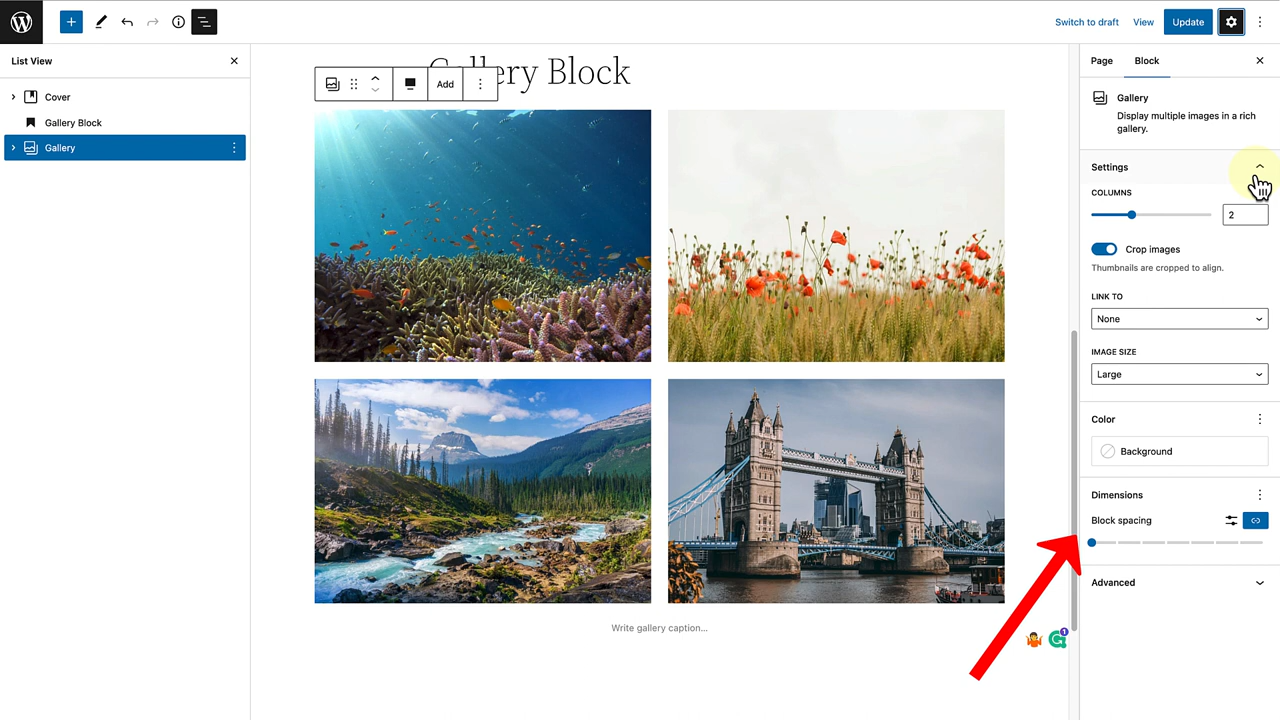 Switch to draft
View
Update
List View
Cover
Gallery Block
Gallery
Gallery Block
Add
Write gallery caption...
Page
Block
Gallery
Display multiple images in a rich
gallery.
Settings
COLUMNS
2
Crop images
Thumbnails are cropped to align.
LINK TO
None
IMAGE SIZE
Large
Color
Background
Dimensions
Block spacing
Advanced
1